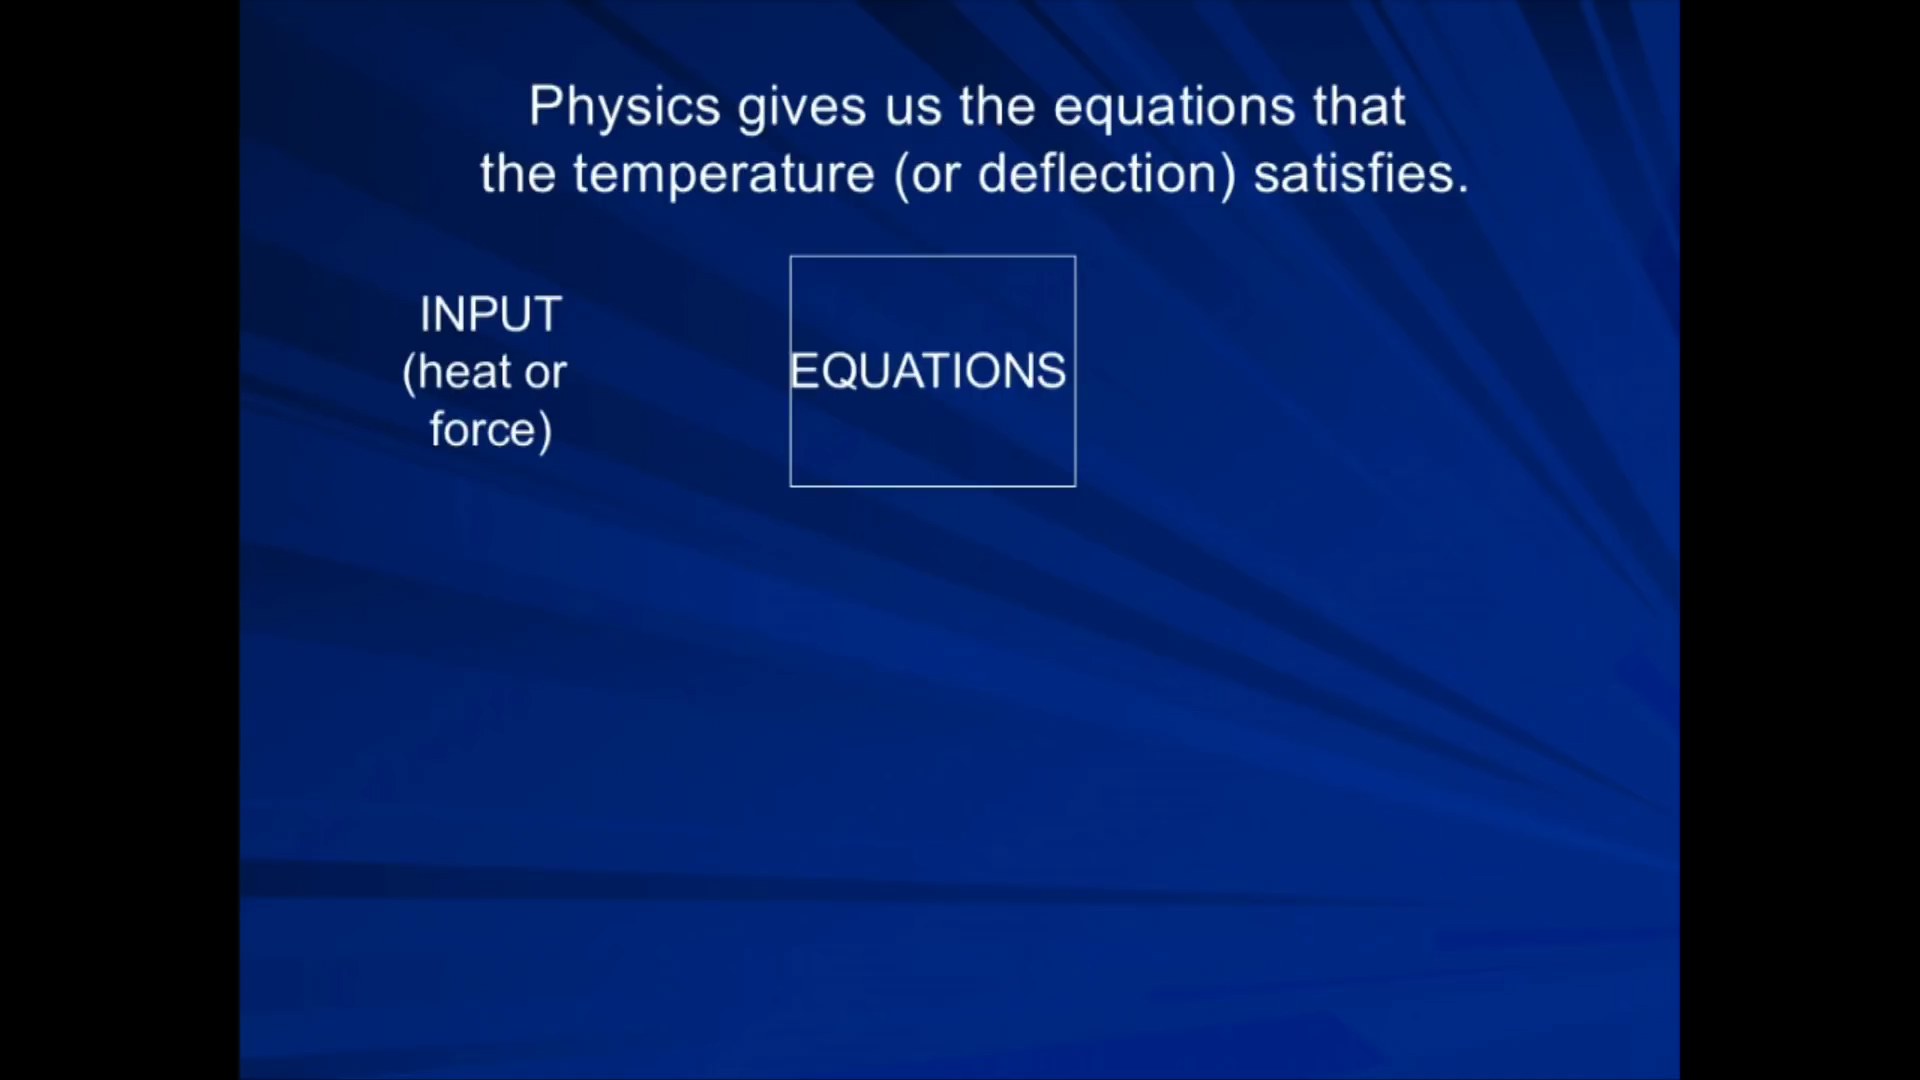 Physics gives us the equations that
the temperature (or deflection) satisfies.
INPUT
(heat or
force)
EQUATIONS